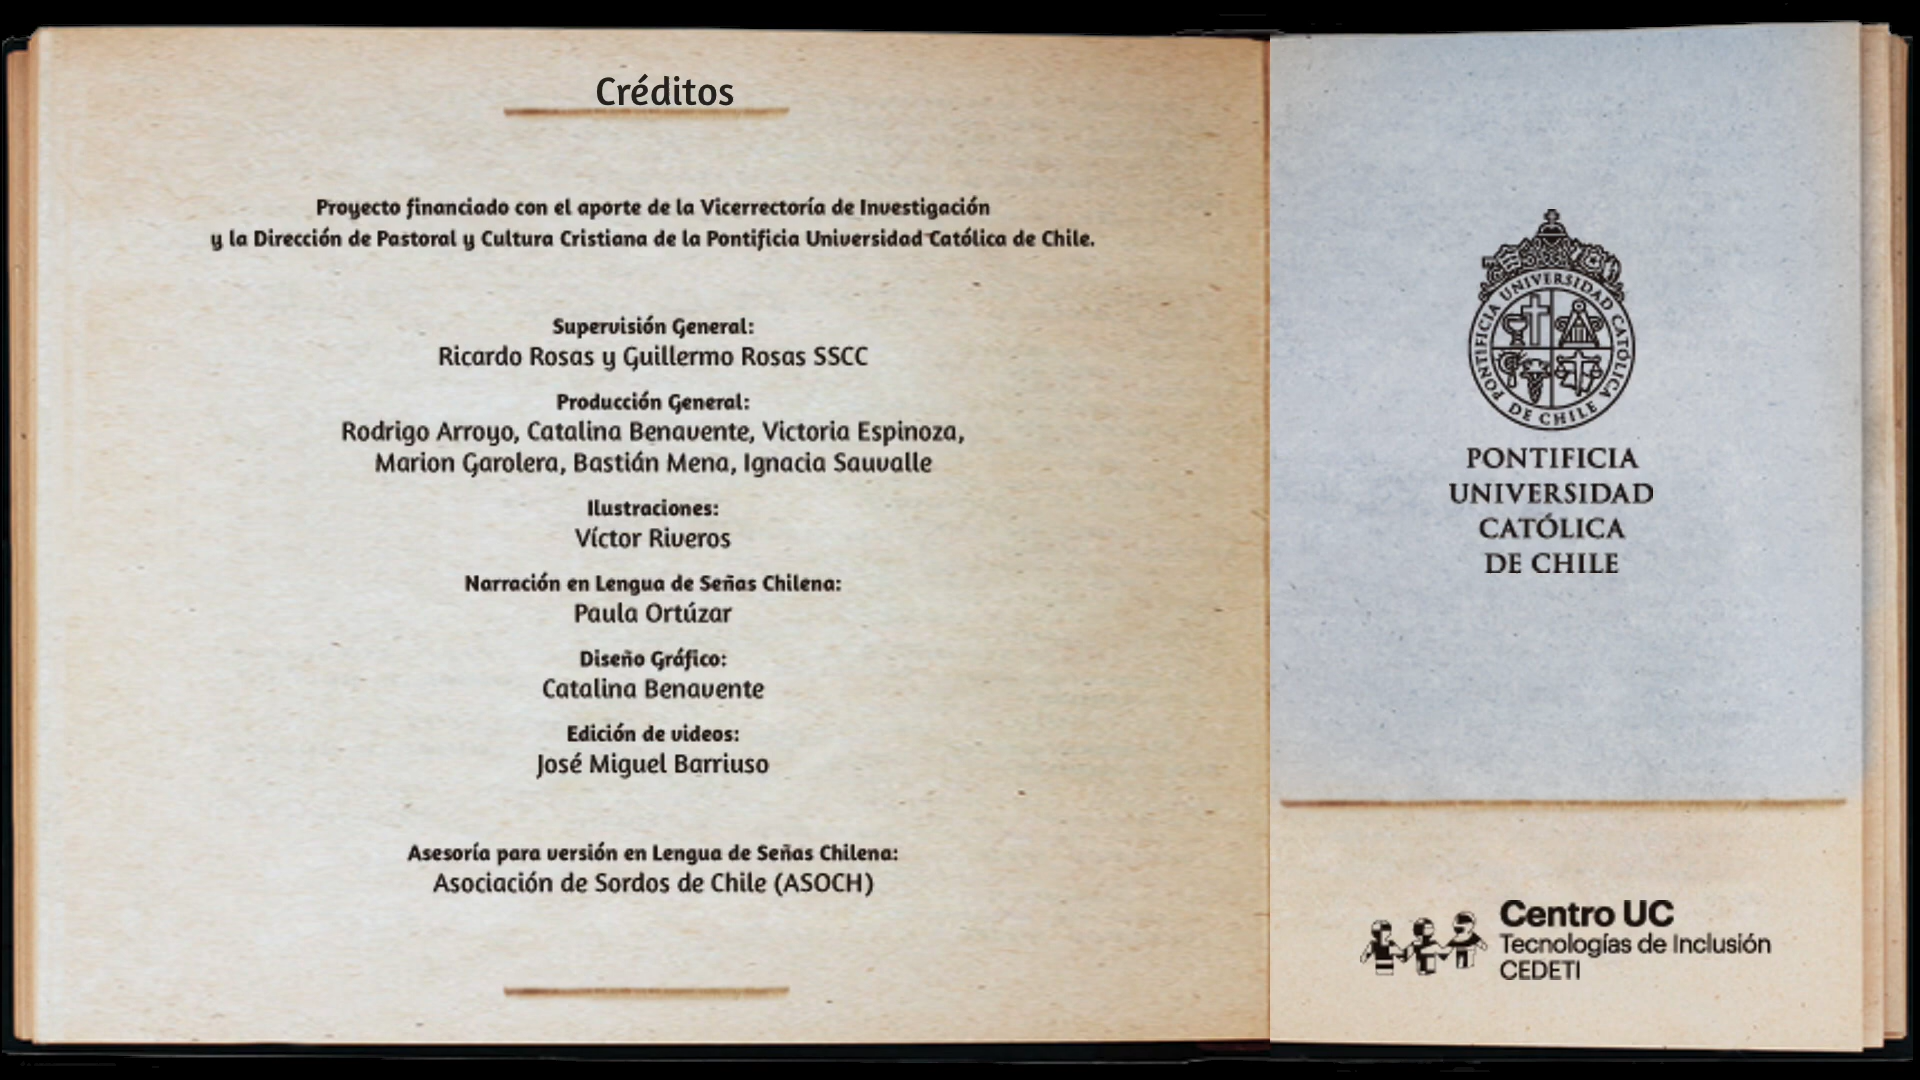 Créditos
Proyecto financiado con el aporte de la Vicerrectoría de Investigación
y la Dirección de Pastoral y Cultura Cristiana de la Pontificia Universidad Católica de Chile.
Supervisión General:
Ricardo Rosas y Guillermo Rosas SSCC
Producción General:
Rodrigo Arroyo, Catalina Benavente, Victoria Espinoza,
Marion Garolera, Bastián Mena, Ignacia Sauvalle
Ilustraciones:
Víctor Riveros
Narración en Lengua de Señas Chilena:
Paula Ortúzar
Diseño Gráfico:
Catalina Benavente
Edición de videos:
José Miguel Barriuso
Asesoría para versión en Lengua de Señas Chilena:
Asociación de Sordos de Chile (ASOCH)
PONTIFICIA UNIVERSIDAD CATÓLICA
DE CHILE
PONTIFICIA
UNIVERSIDAD
CATÓLICA
DE CHILE
Centro UC
Tecnologías de Inclusión
CEDETI